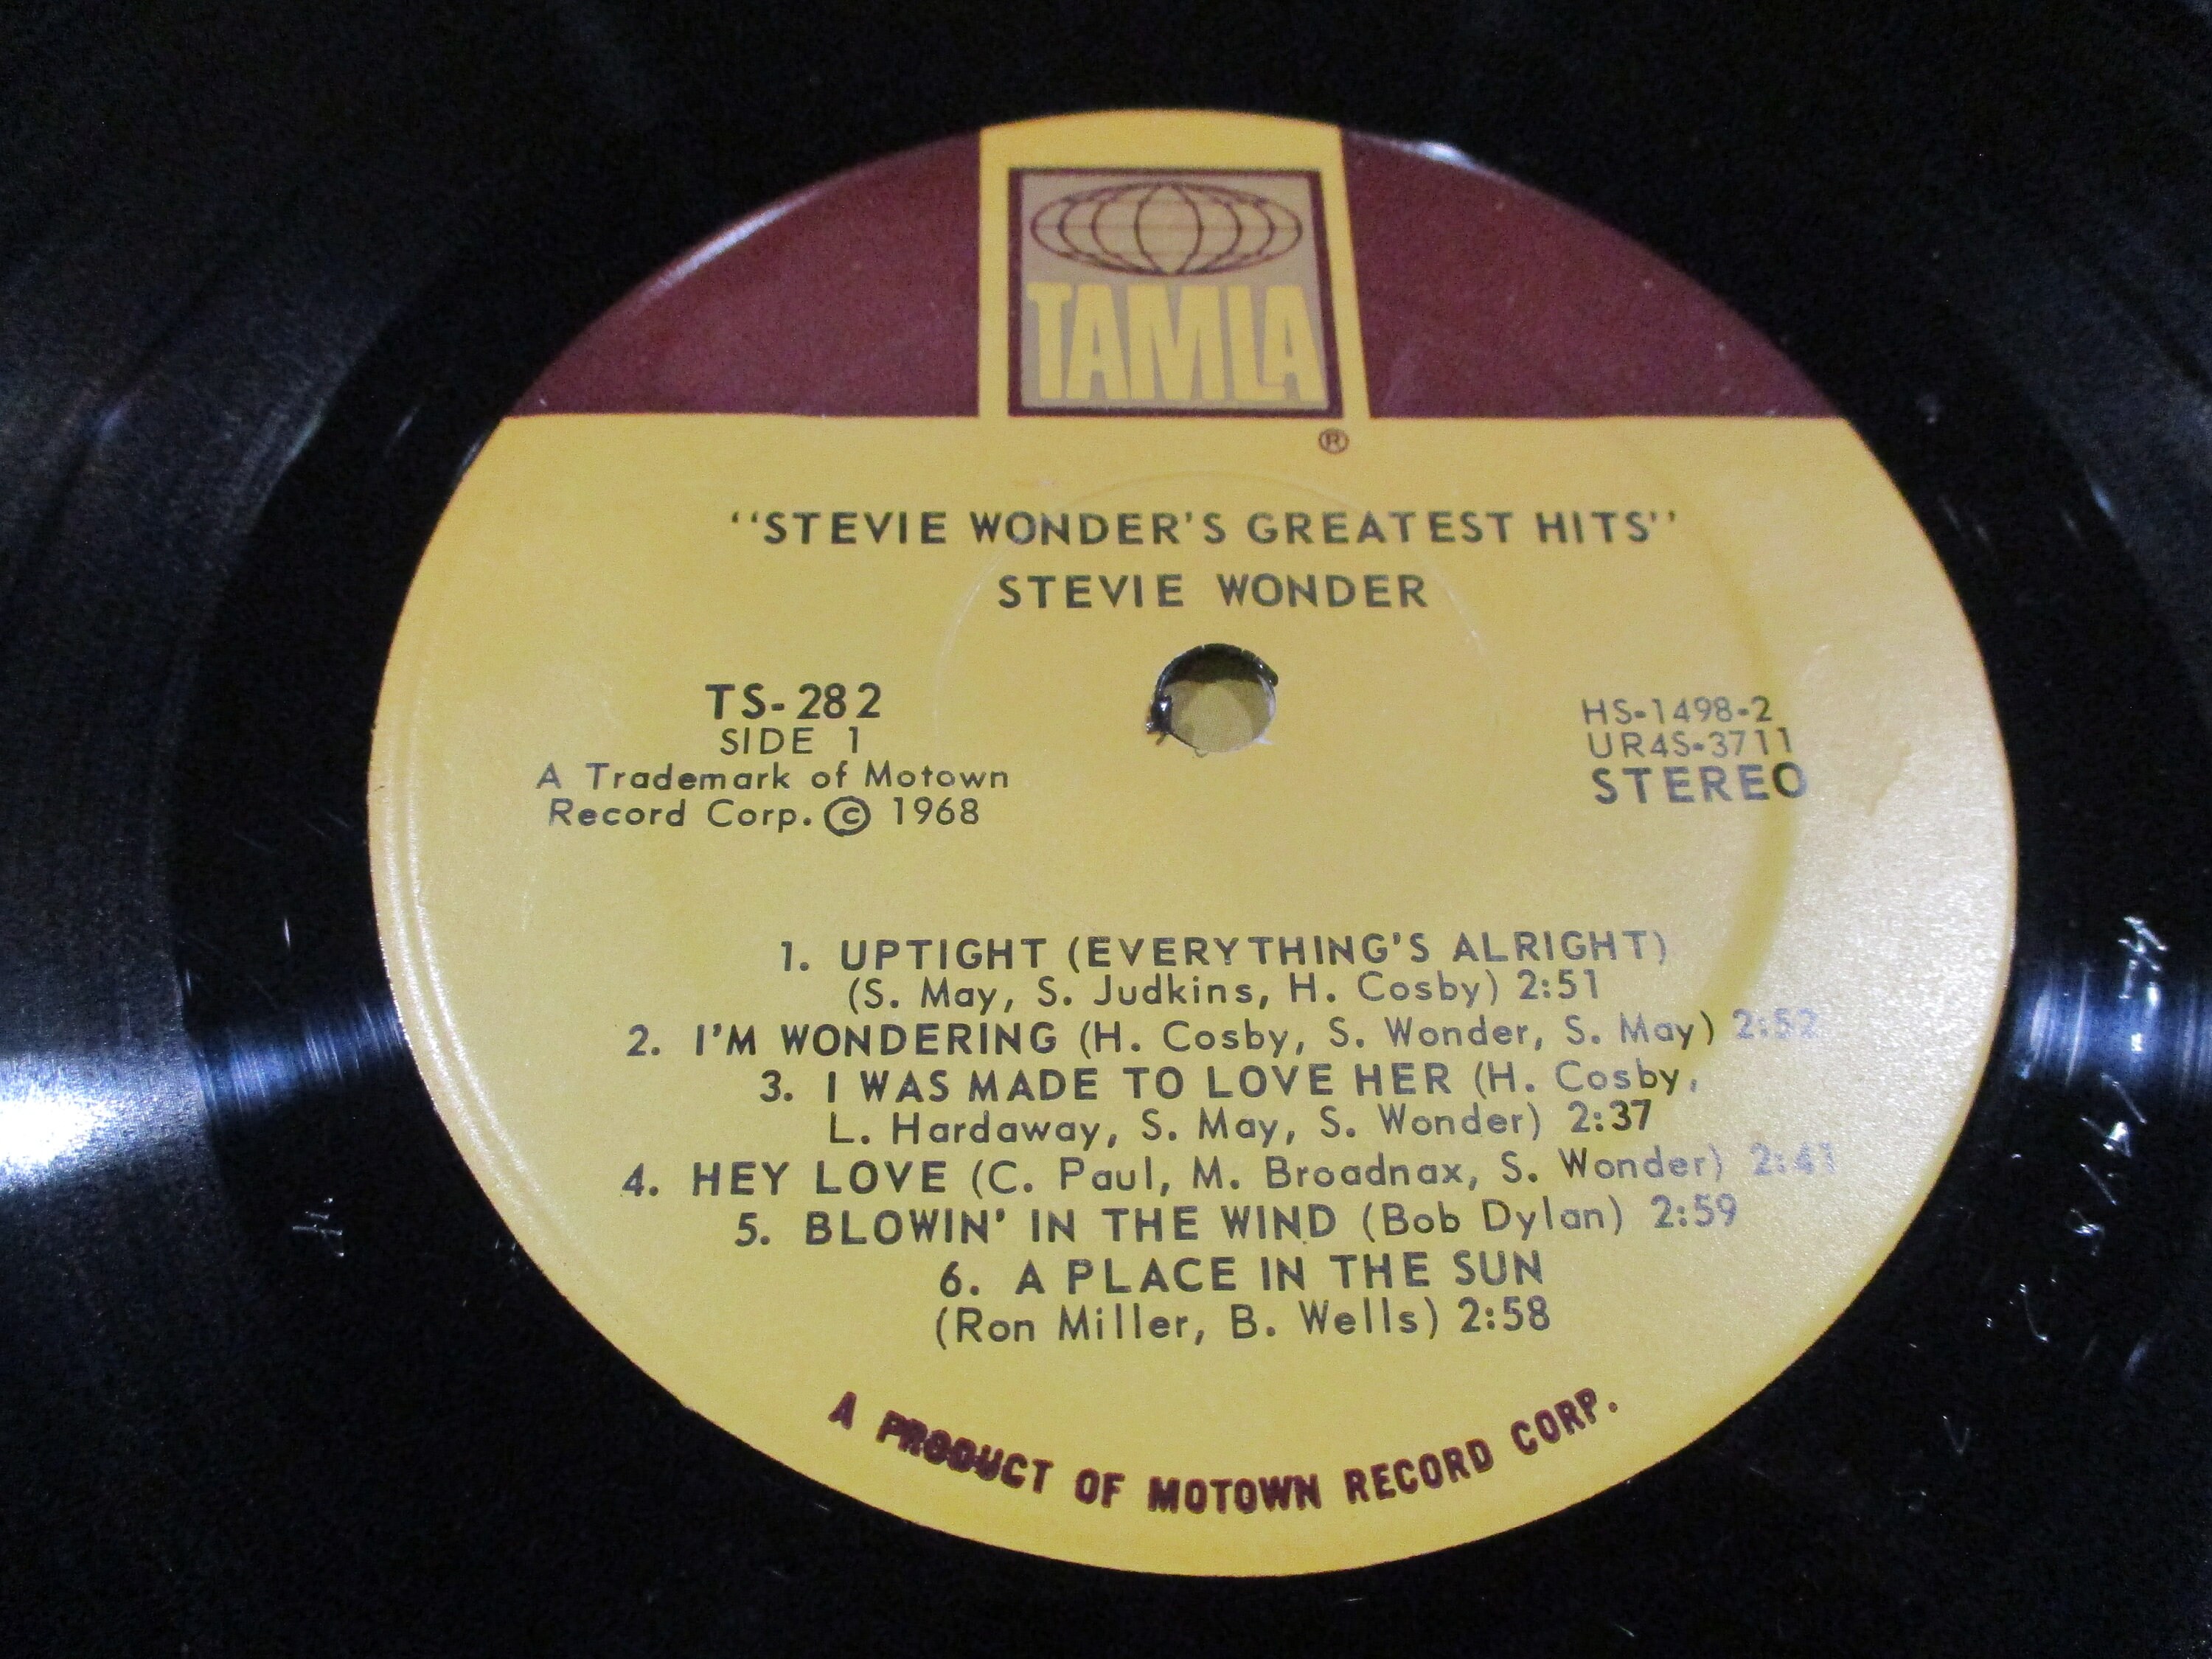 TAMLA
®
"STEVIE WONDER'S GREATEST HITS"
STEVIE WONDER
TS-282
SIDE 1
A Trademark of Motown
Record Corp. © 1968
HS-1498-2
UR4S-3711
STEREO
1. UPTIGHT (EVERYTHING'S ALRIGHT)
(S. May, S. Judkins, H. Cosby) 2:51
2. I'M WONDERING (H. Cosby, S. Wonder, S. May) 2:52
3. I WAS MADE TO LOVE HER (H. Cosby,
L. Hardaway, S. May, S. Wonder) 2:37
4. HEY LOVE (C. Paul, M. Broadnax, S. Wonder) 2:41
5. BLOWIN' IN THE WIND (Bob Dylan) 2:59
6. A PLACE IN THE SUN
(Ron Miller, B. Wells) 2:58
A PRODUCT OF MOTOWN RECORD CORP.